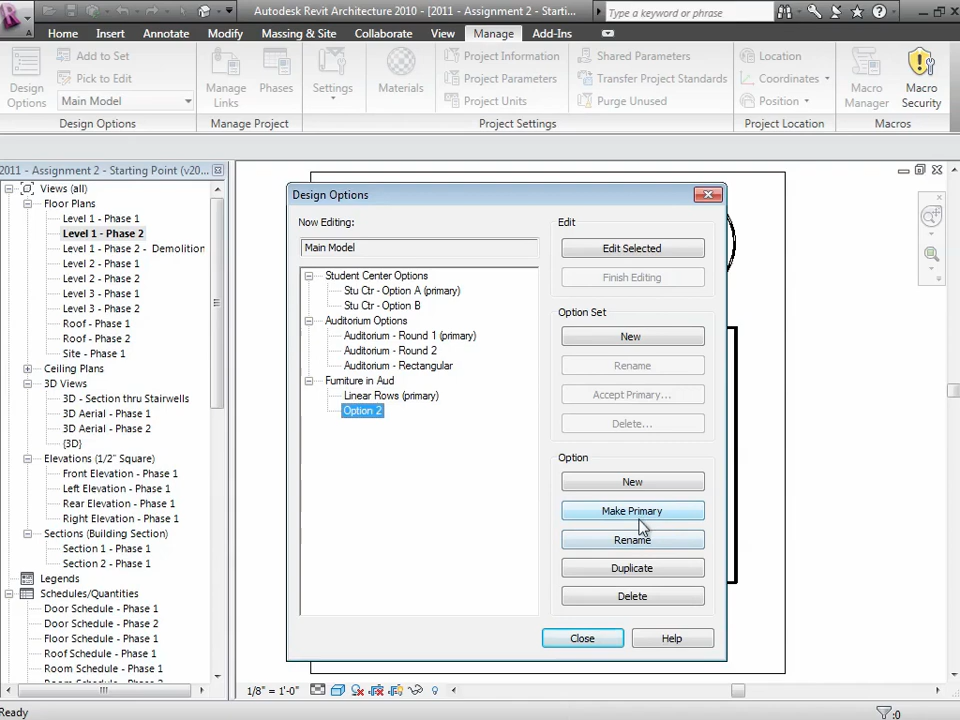 Autodesk Revit Architecture 2010 - [2011 - Assignment 2 - Starti...
Type a keyword or phrase
Home
Insert
Annotate
Modify
Massing & Site
Collaborate
View
Manage
Add-Ins
Design
Options
Add to Set
Pick to Edit
Main Model
Manage
Links
Phases
Settings
Materials
Project Information
Project Parameters
Project Units
Shared Parameters
Transfer Project Standards
Purge Unused
Location
Coordinates
Position
Macro
Manager
Macro
Security
Design Options
Manage Project
Project Settings
Project Location
Macros
2011 - Assignment 2 - Starting Point (v20...
Views (all)
Floor Plans
Level 1 - Phase 1
Level 1 - Phase 2
Level 1 - Phase 2 - Demolition
Level 2 - Phase 1
Level 2 - Phase 2
Level 3 - Phase 1
Level 3 - Phase 2
Roof - Phase 1
Roof - Phase 2
Site - Phase 1
Ceiling Plans
3D Views
3D - Section thru Stairwells
3D Aerial - Phase 1
3D Aerial - Phase 2
{3D}
Elevations (1/2" Square)
Front Elevation - Phase 1
Left Elevation - Phase 1
Rear Elevation - Phase 1
Right Elevation - Phase 1
Sections (Building Section)
Section 1 - Phase 1
Section 2 - Phase 1
Legends
Schedules/Quantities
Door Schedule - Phase 1
Door Schedule - Phase 2
Floor Schedule - Phase 1
Roof Schedule - Phase 1
Room Schedule - Phase 1
Design Options
Now Editing:
Main Model
Student Center Options
Stu Ctr - Option A (primary)
Stu Ctr - Option B
Auditorium Options
Auditorium - Round 1 (primary)
Auditorium - Round 2
Auditorium - Rectangular
Furniture in Aud
Linear Rows (primary)
Option 2
Edit
Edit Selected
Finish Editing
Option Set
New
Rename
Accept Primary...
Delete...
Option
New
Make Primary
Rename
Duplicate
Delete
Close
Help
1/8" = 1'-0"
Ready
:0